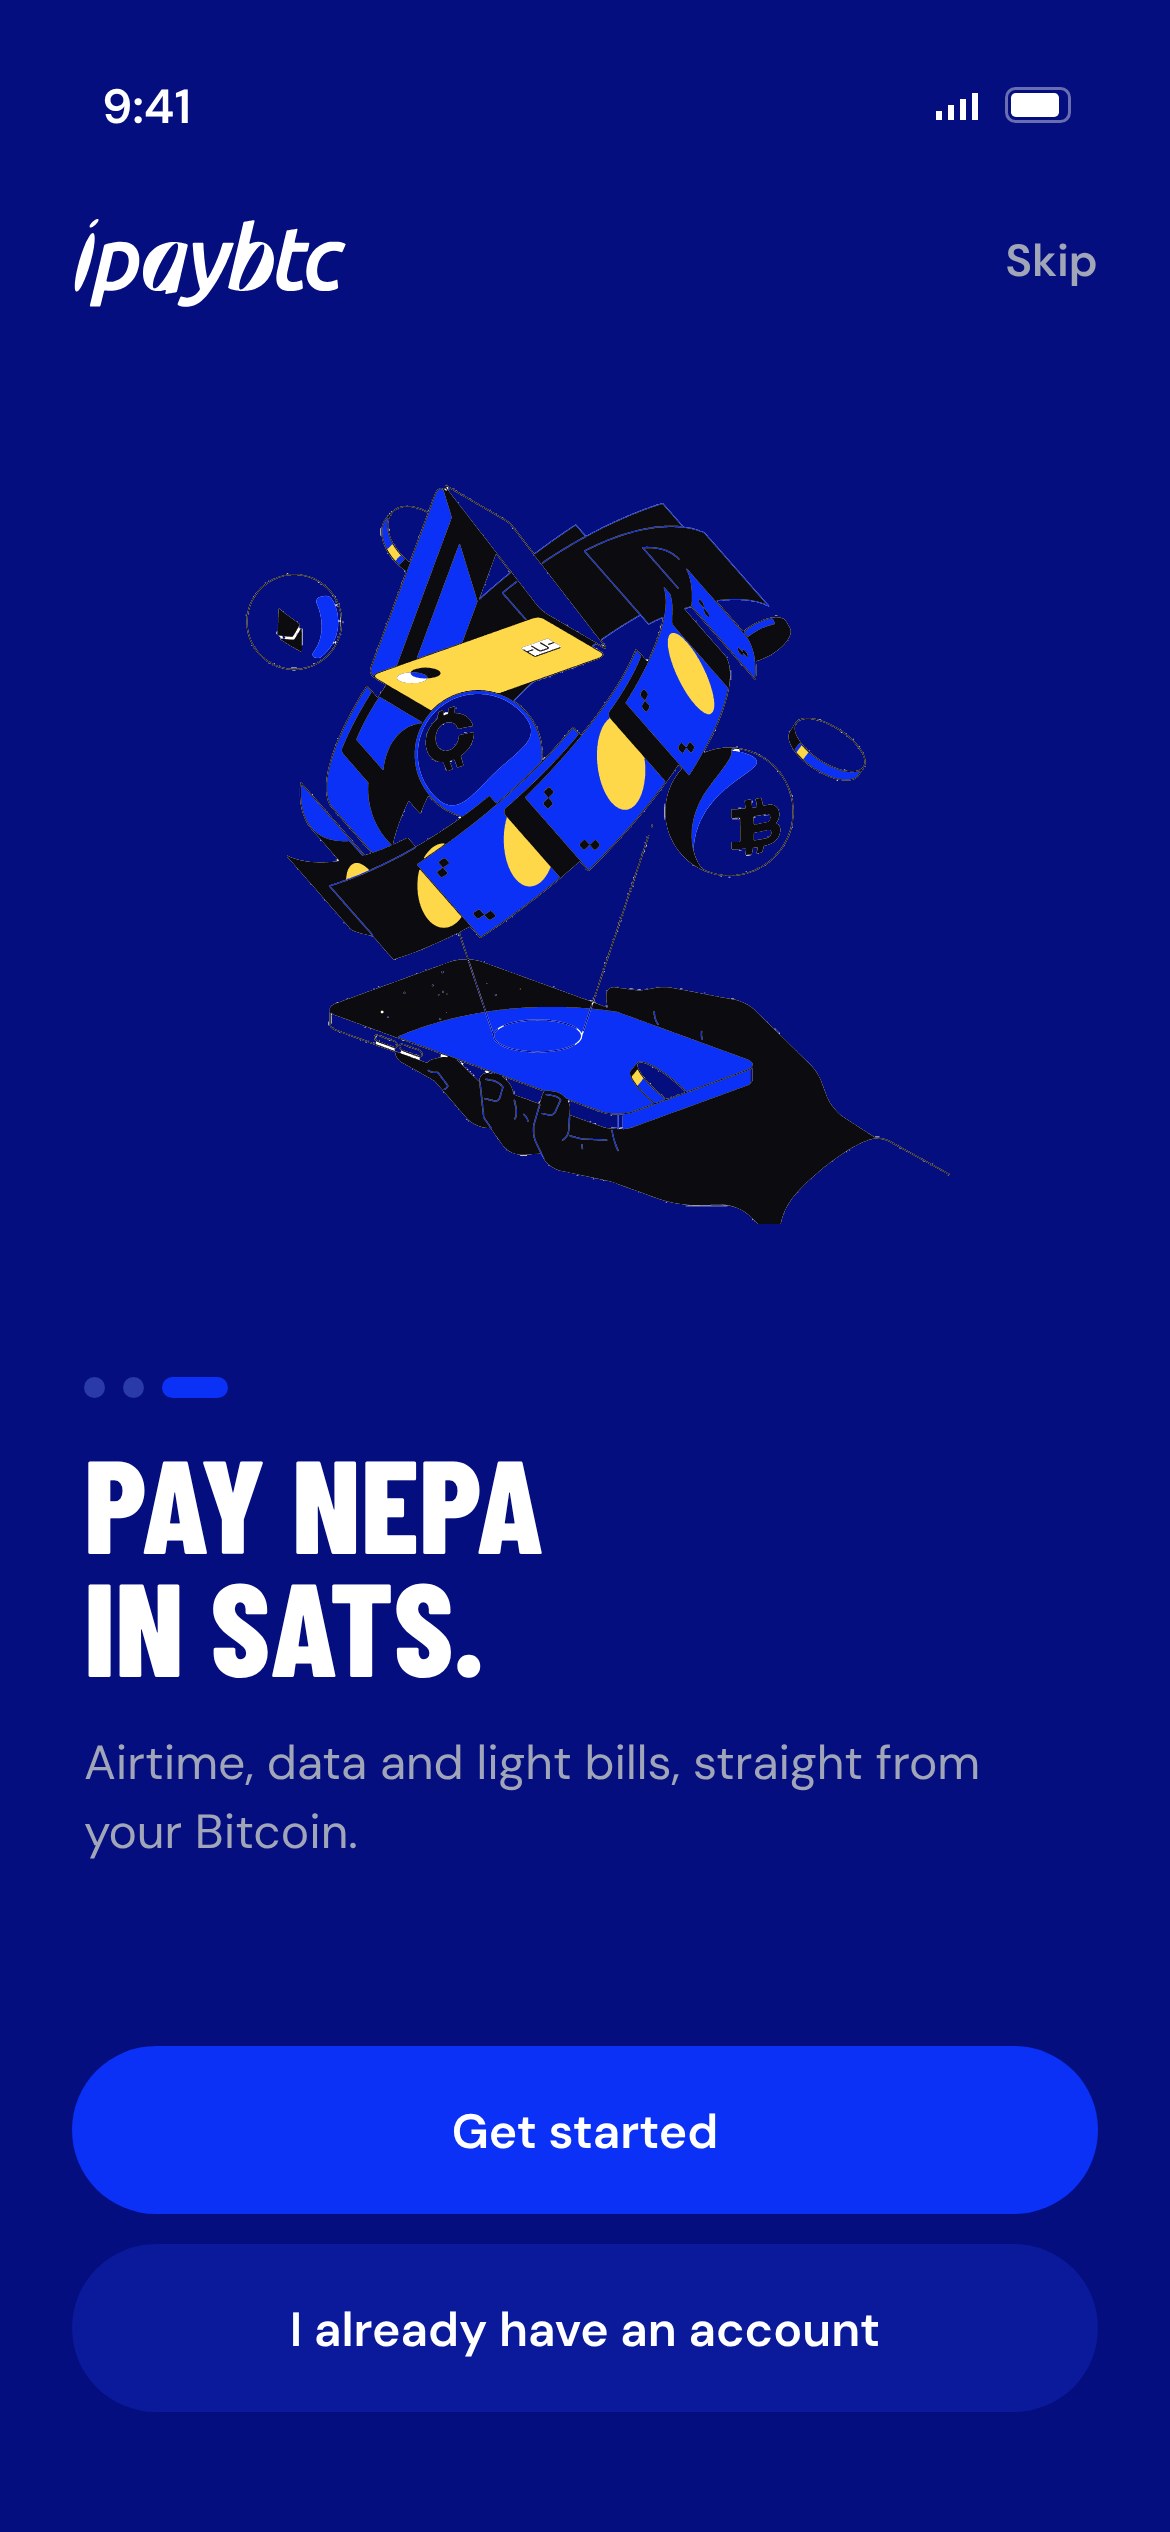 9:41
ipaybtc
Skip
PAY NEPA
IN SATS.
Airtime, data and light bills, straight from
your Bitcoin.
Get started
I already have an account